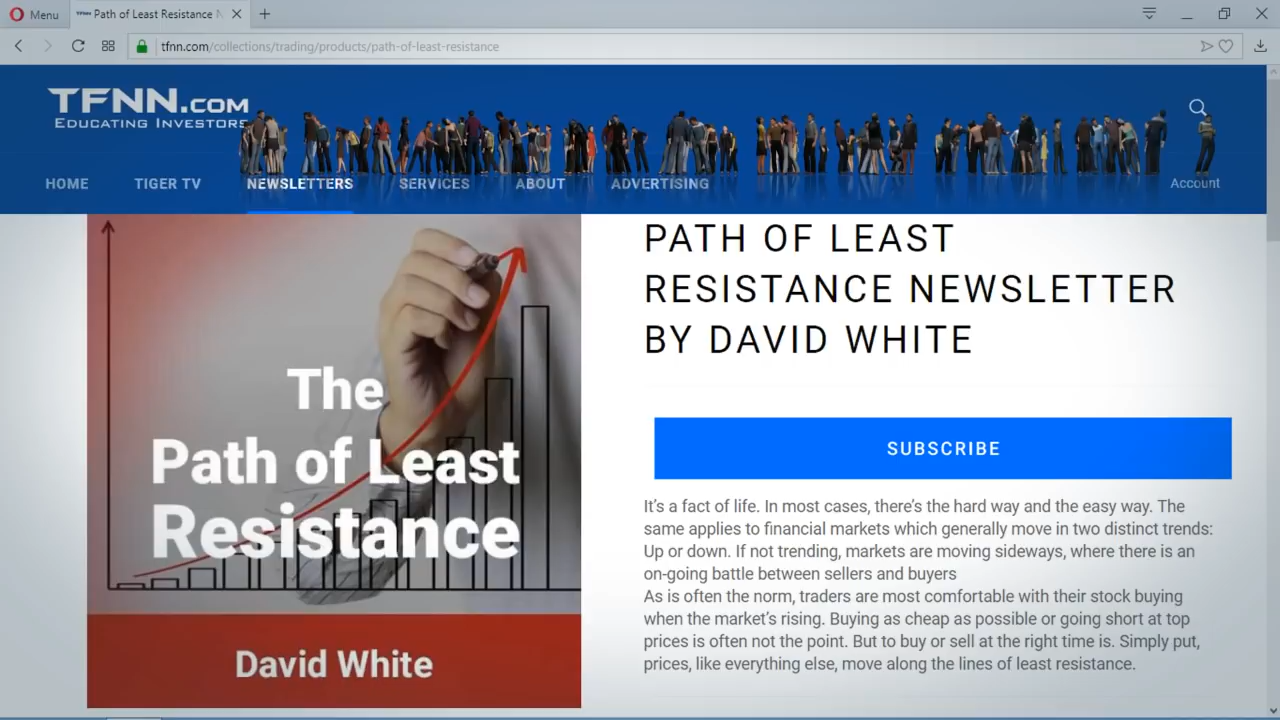 Menu
Path of Least Resistance N
tfnn.com/collections/trading/products/path-of-least-resistance
TFNN.COM
EDUCATING INVESTORS
HOME TIGER TV NEWSLETTERS SERVICES ABOUT ADVERTISING Account
The
Path of Least
Resistance
David White
PATH OF LEAST
RESISTANCE NEWSLETTER
BY DAVID WHITE
SUBSCRIBE
It's a fact of life. In most cases, there's the hard way and the easy way. The
same applies to financial markets which generally move in two distinct trends:
Up or down. If not trending, markets are moving sideways, where there is an
on-going battle between sellers and buyers
As is often the norm, traders are most comfortable with their stock buying
when the market's rising. Buying as cheap as possible or going short at top
prices is often not the point. But to buy or sell at the right time is. Simply put,
prices, like everything else, move along the lines of least resistance.